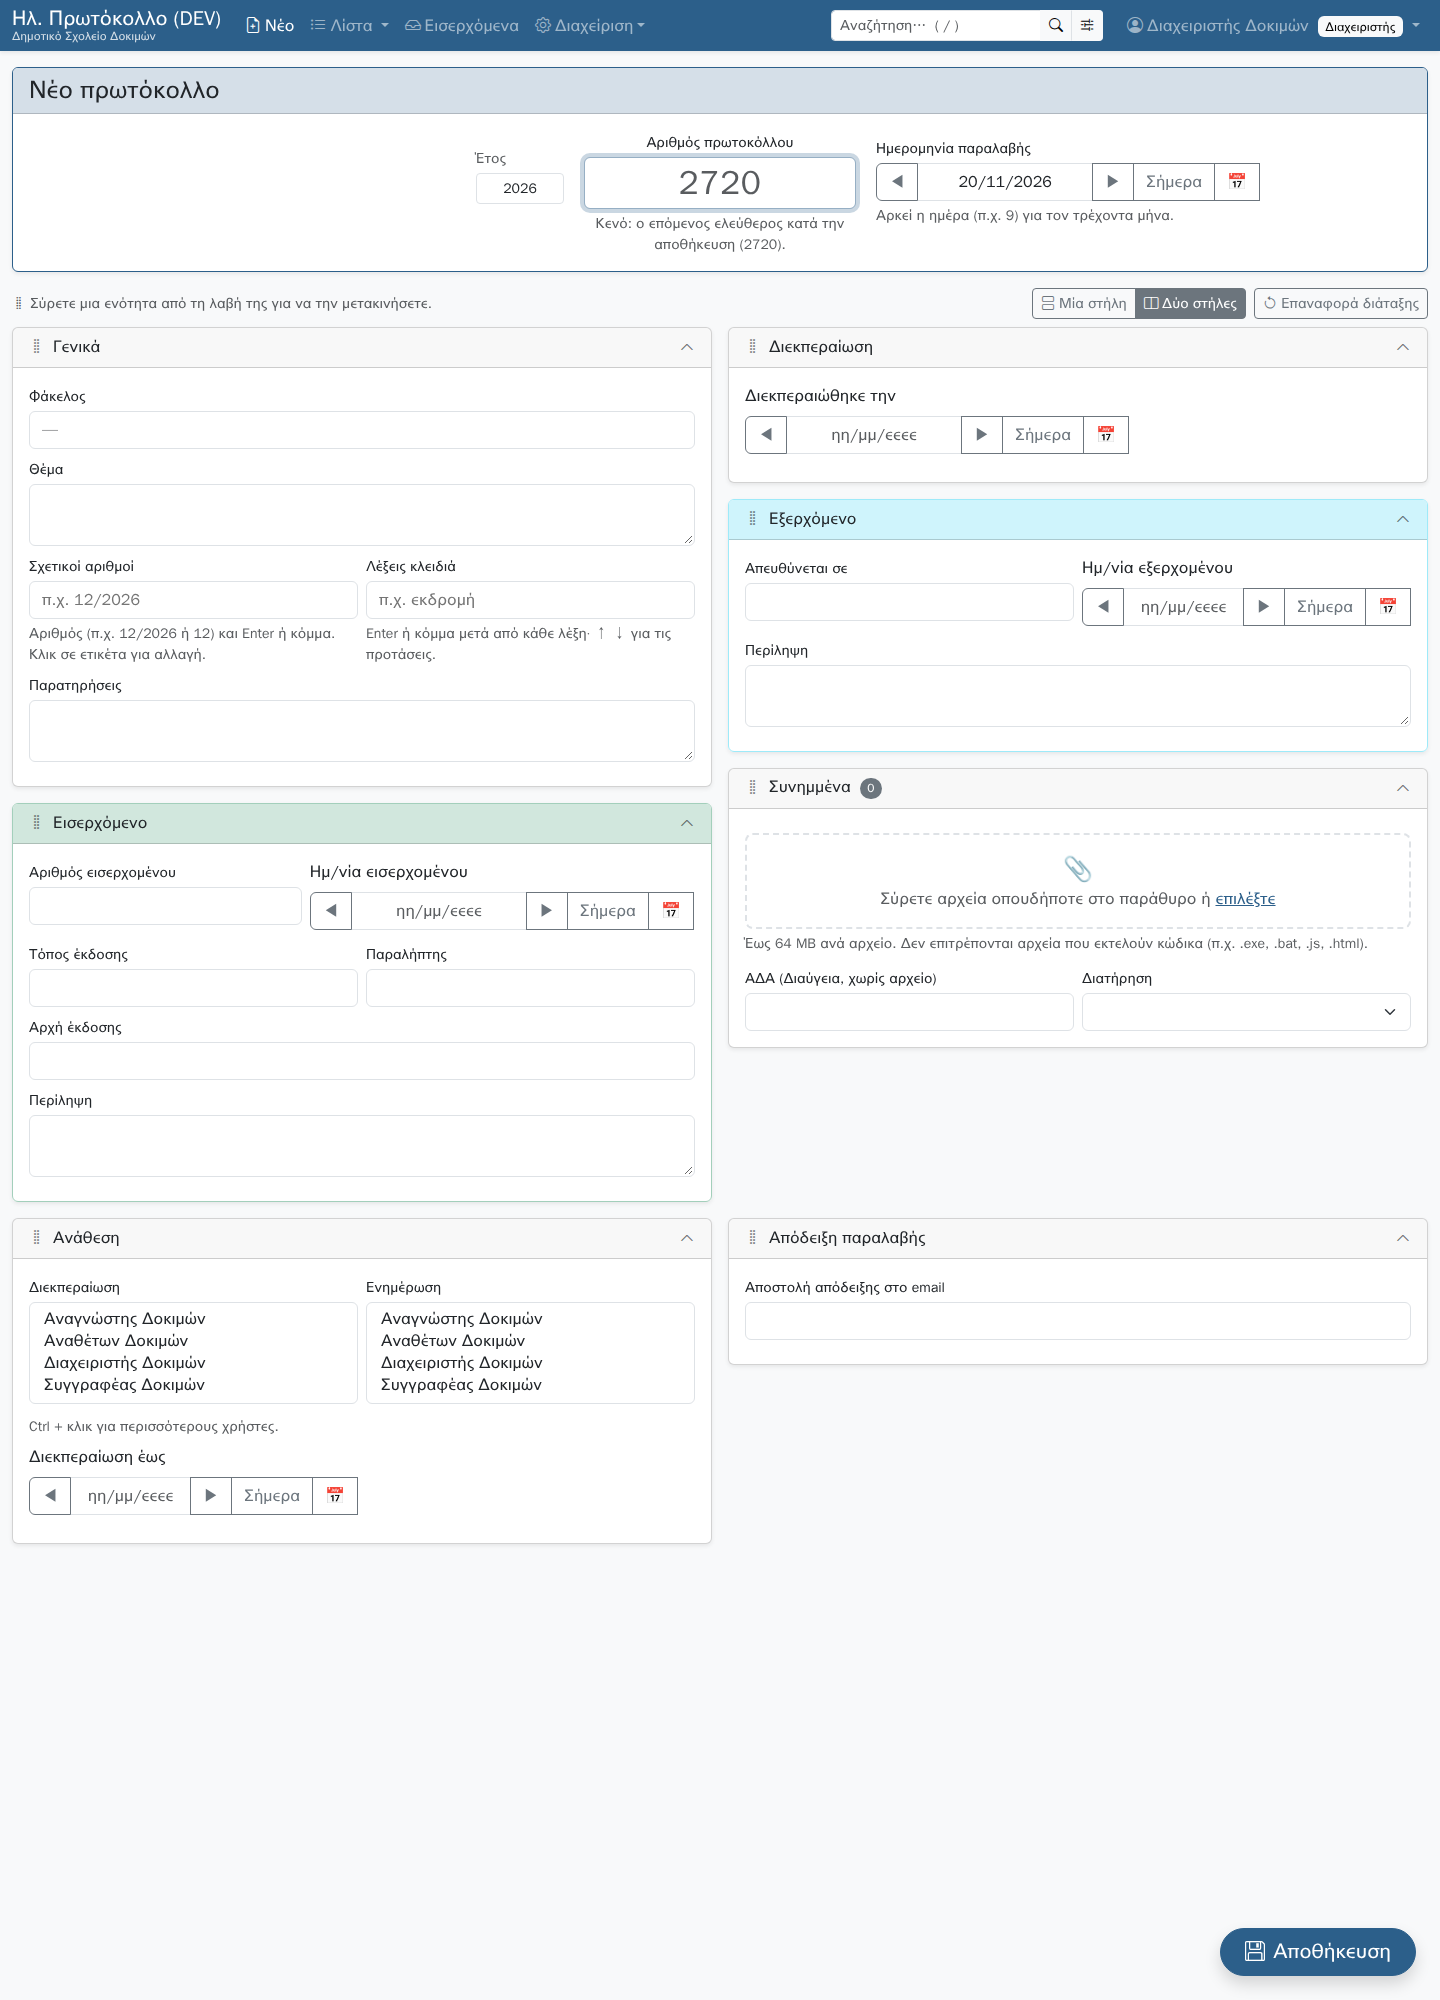 Ηλ. Πρωτόκολλο (DEV)
Δημοτικό Σχολείο Δοκιμών
Νέο
Λίστα
Εισερχόμενα
Διαχείριση
Αναζήτηση… ( / )
Διαχειριστής Δοκιμών Διαχειριστής
Νέο πρωτόκολλο
Έτος
2026
Αριθμός πρωτοκόλλου
2720
Κενό: ο επόμενος ελεύθερος κατά την
αποθήκευση (2720).
Ημερομηνία παραλαβής
20/11/2026
Σήμερα
Αρκεί η ημέρα (π.χ. 9) για τον τρέχοντα μήνα.
Σύρετε μια ενότητα από τη λαβή της για να την μετακινήσετε.
Μία στήλη
Δύο στήλες
Επαναφορά διάταξης
Γενικά
Φάκελος
—
Θέμα
Σχετικοί αριθμοί
π.χ. 12/2026
Αριθμός (π.χ. 12/2026 ή 12) και Enter ή κόμμα.
Κλικ σε ετικέτα για αλλαγή.
Λέξεις κλειδιά
π.χ. εκδρομή
Enter ή κόμμα μετά από κάθε λέξη· ↑ ↓ για τις
προτάσεις.
Παρατηρήσεις
Εισερχόμενο
Αριθμός εισερχομένου
Ημ/νία εισερχομένου
ηη/μμ/εεεε
Σήμερα
Τόπος έκδοσης
Παραλήπτης
Αρχή έκδοσης
Περίληψη
Διεκπεραίωση
Διεκπεραιώθηκε την
ηη/μμ/εεεε
Σήμερα
Εξερχόμενο
Απευθύνεται σε
Ημ/νία εξερχομένου
ηη/μμ/εεεε
Σήμερα
Περίληψη
Συνημμένα 0
Σύρετε αρχεία οπουδήποτε στο παράθυρο ή επιλέξτε
Έως 64 MB ανά αρχείο. Δεν επιτρέπονται αρχεία που εκτελούν κώδικα (π.χ. .exe, .bat, .js, .html).
ΑΔΑ (Διαύγεια, χωρίς αρχείο)
Διατήρηση
Ανάθεση
Διεκπεραίωση
Αναγνώστης Δοκιμών
Αναθέτων Δοκιμών
Διαχειριστής Δοκιμών
Συγγραφέας Δοκιμών
Ενημέρωση
Αναγνώστης Δοκιμών
Αναθέτων Δοκιμών
Διαχειριστής Δοκιμών
Συγγραφέας Δοκιμών
Ctrl + κλικ για περισσότερους χρήστες.
Διεκπεραίωση έως
ηη/μμ/εεεε
Σήμερα
Απόδειξη παραλαβής
Αποστολή απόδειξης στο email
Αποθήκευση